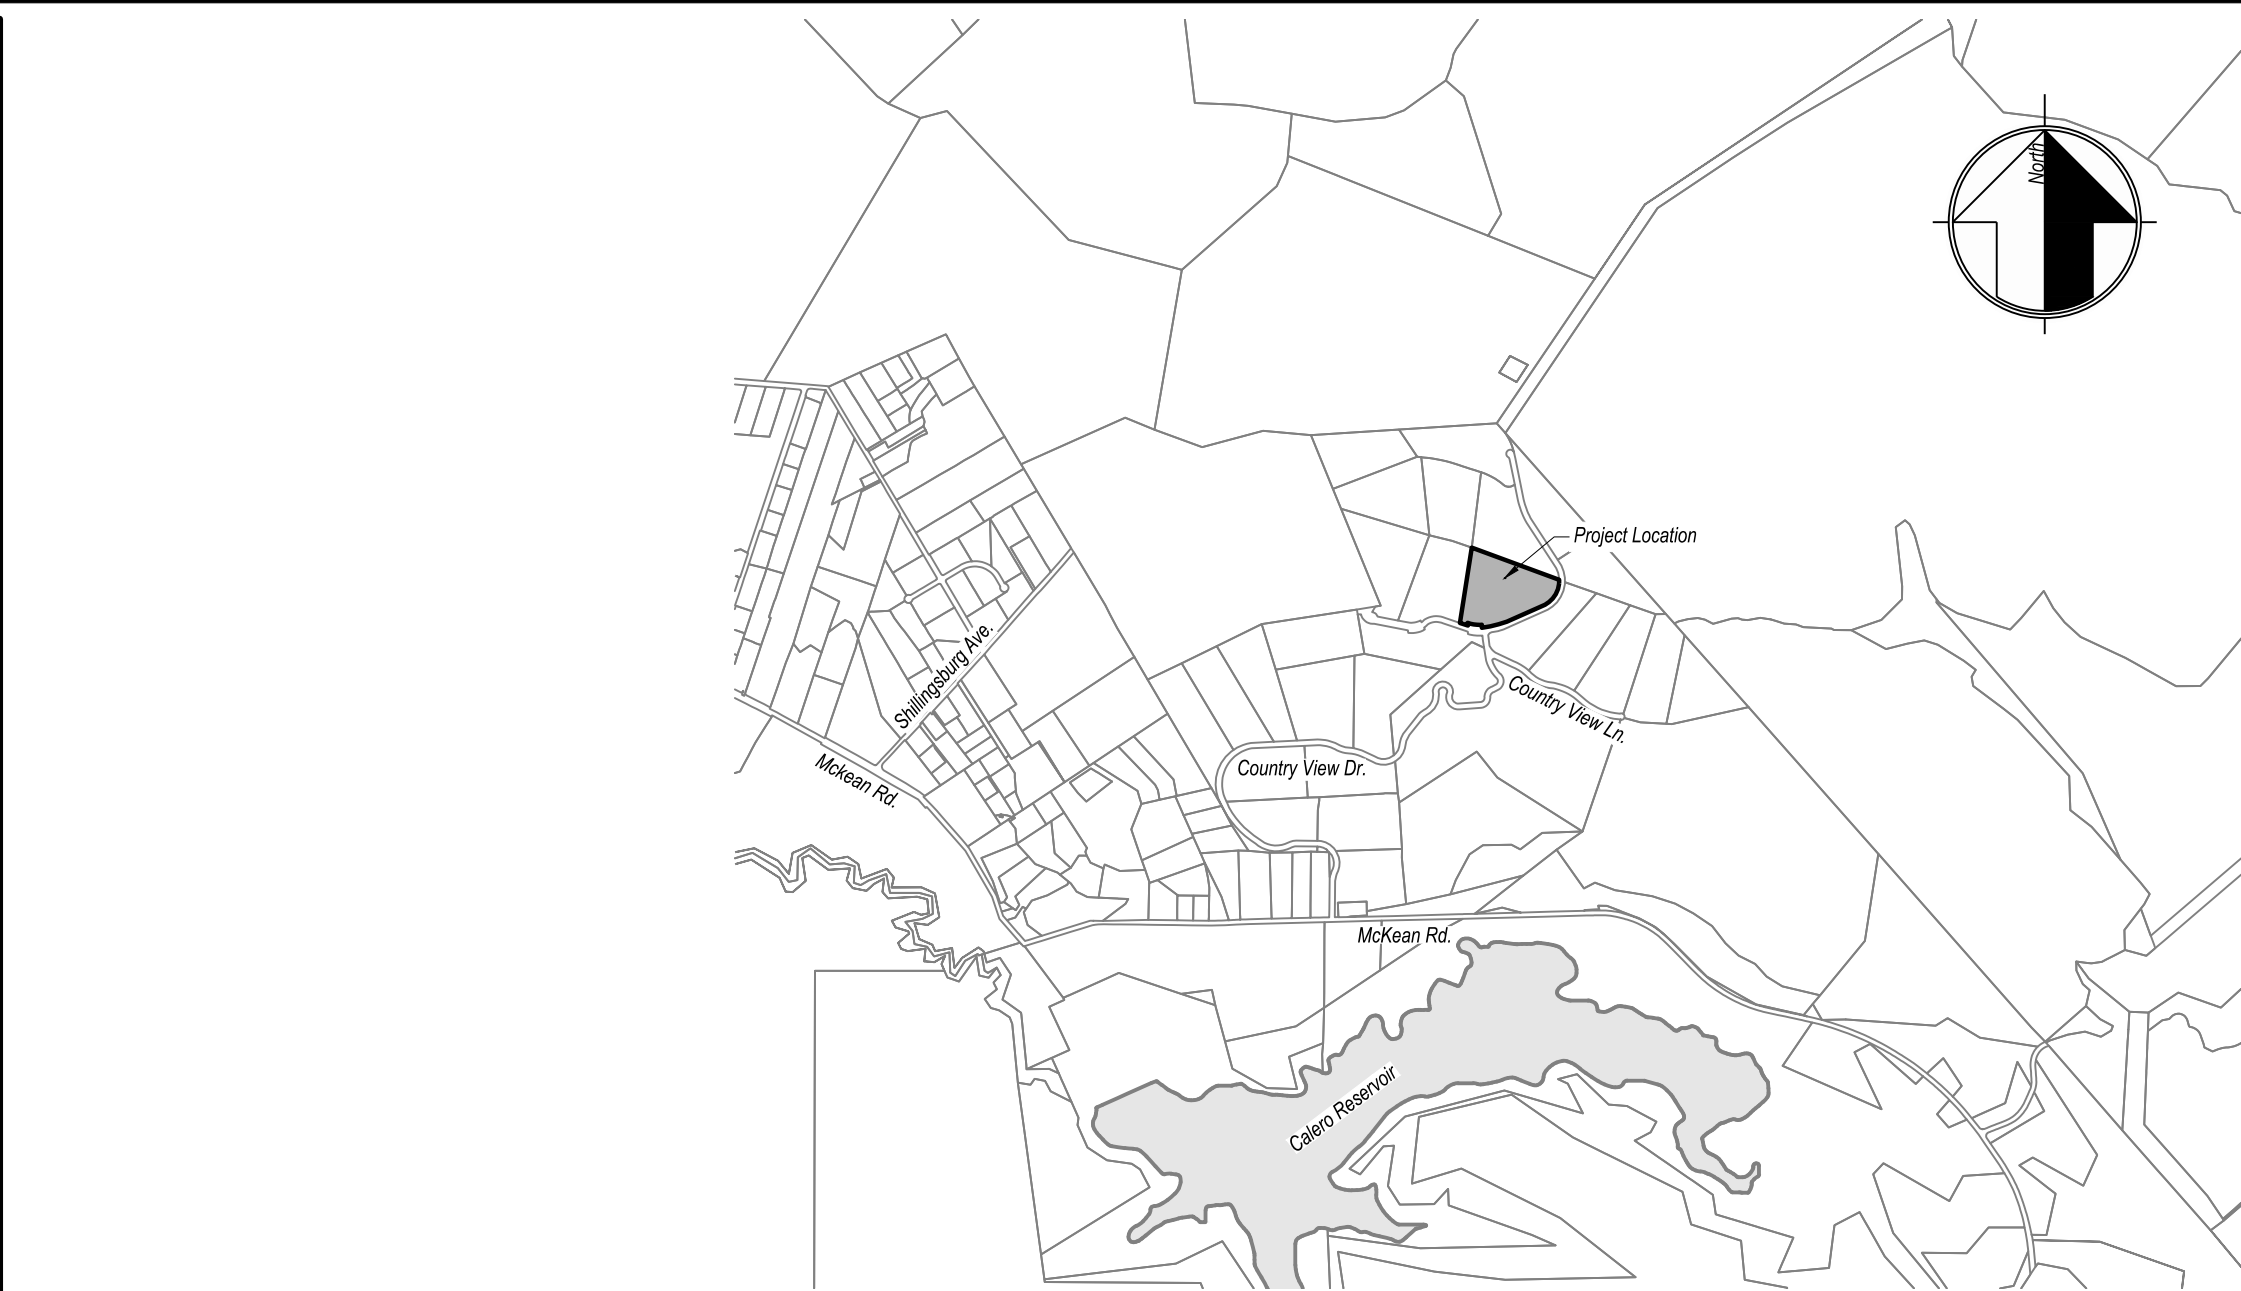 North
Project Location
Shillingsburg Ave.
Country View Ln.
Mckean Rd.
Country View Dr.
McKean Rd.
Calero Reservoir